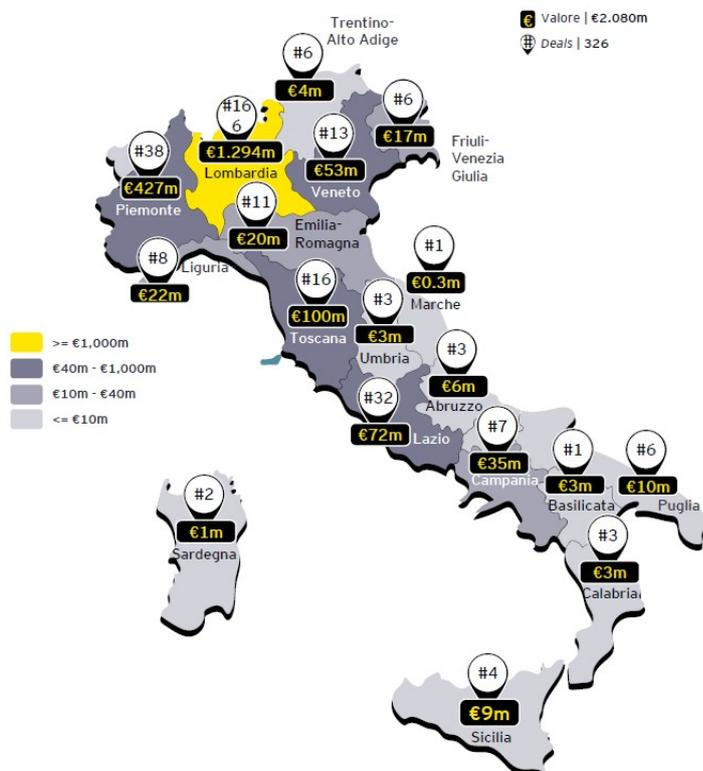 Trentino-
Alto Adige
€ Valore | €2.080m
# Deals | 326
#6
€4m
#16
6
€1.294m
Lombardia
#13
€53m
Veneto
#6
€17m
Friuli-
Venezia
Giulia
#38
€427m
Piemonte
#11
€20m
Emilia-
Romagna
#8
€22m
Liguria
#16
€100m
Toscana
#1
€0.3m
Marche
#3
€3m
Umbria
#3
€6m
Abruzzo
>= €1,000m
€40m - €1,000m
€10m - €40m
<= €10m
#32
€72m
Lazio
#7
€35m
Campania
#1
€3m
Basilicata
#6
€10m
Puglia
#2
€1m
Sardegna
#3
€3m
Calabria
#4
€9m
Sicilia